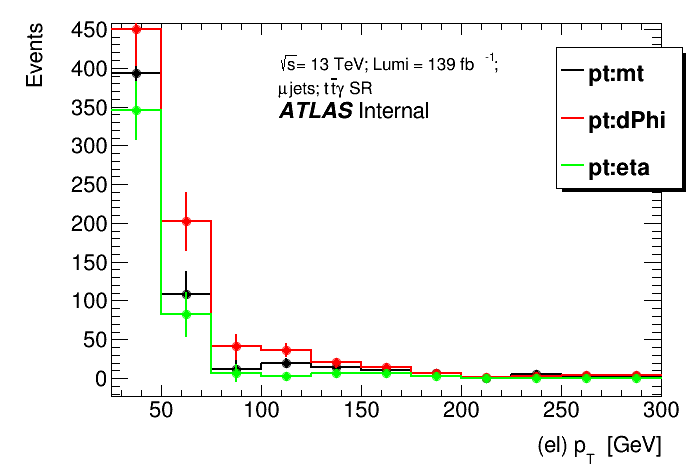 Events
450
400
350
300
250
200
150
100
50
0
√s= 13 TeV; Lumi = 139 fb⁻¹;
μjets; tt̄γ SR
ATLAS Internal
pt:mt
pt:dPhi
pt:eta
50 100 150 200 250 300
(el) p_T [GeV]